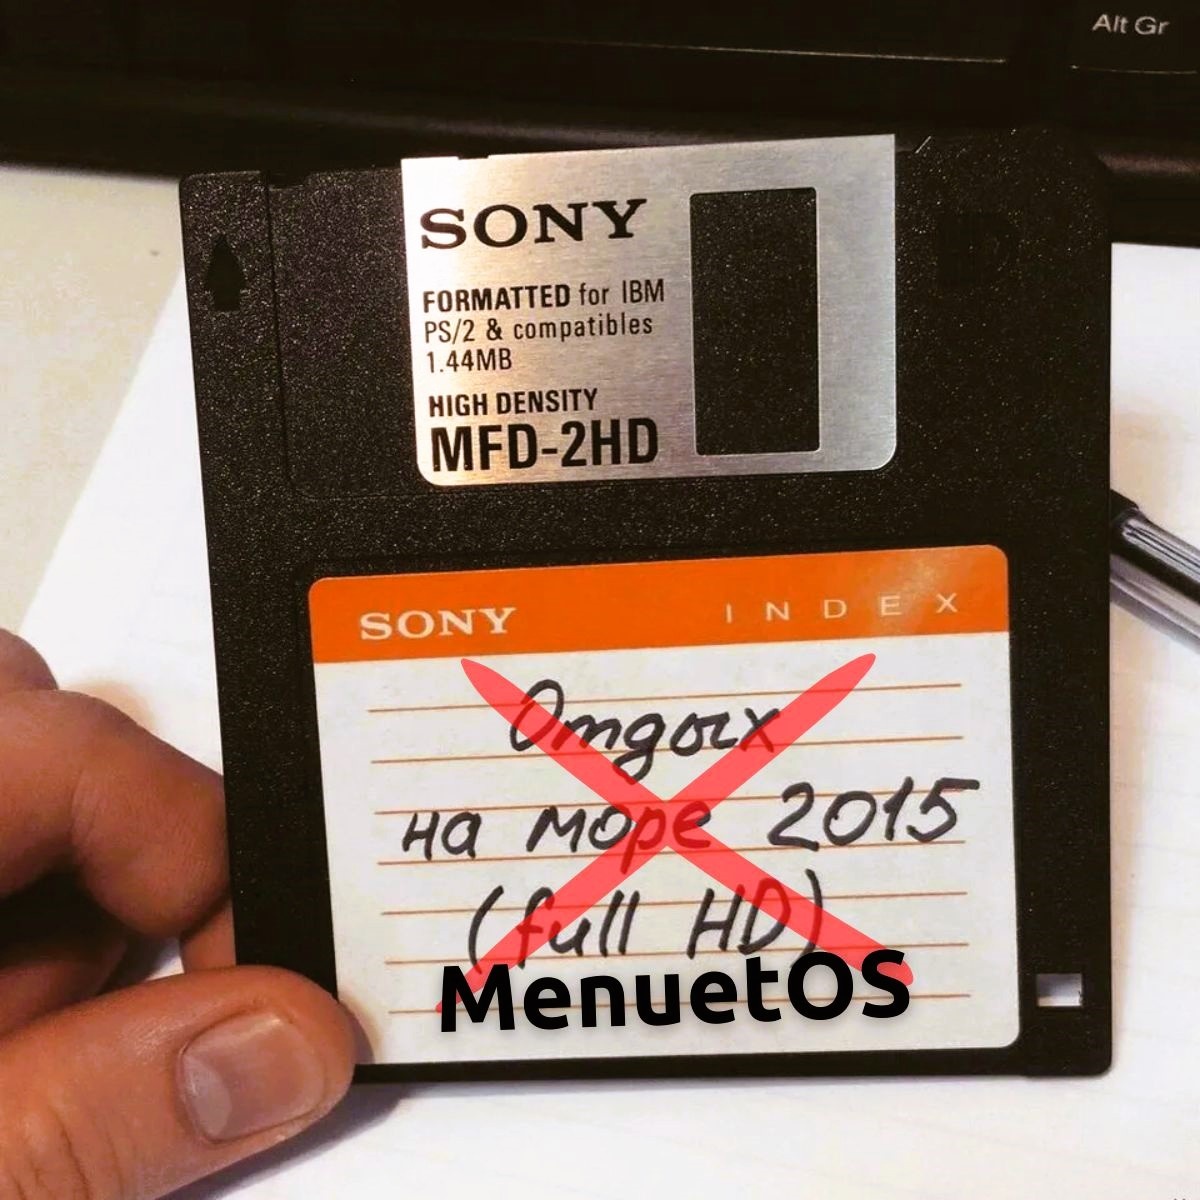 Alt Gr
SONY
FORMATTED for IBM
PS/2 & compatibles
1.44MB
HIGH DENSITY
MFD-2HD
SONY INDEX
Отдых
на море 2015
(full HD)
MenuetOS